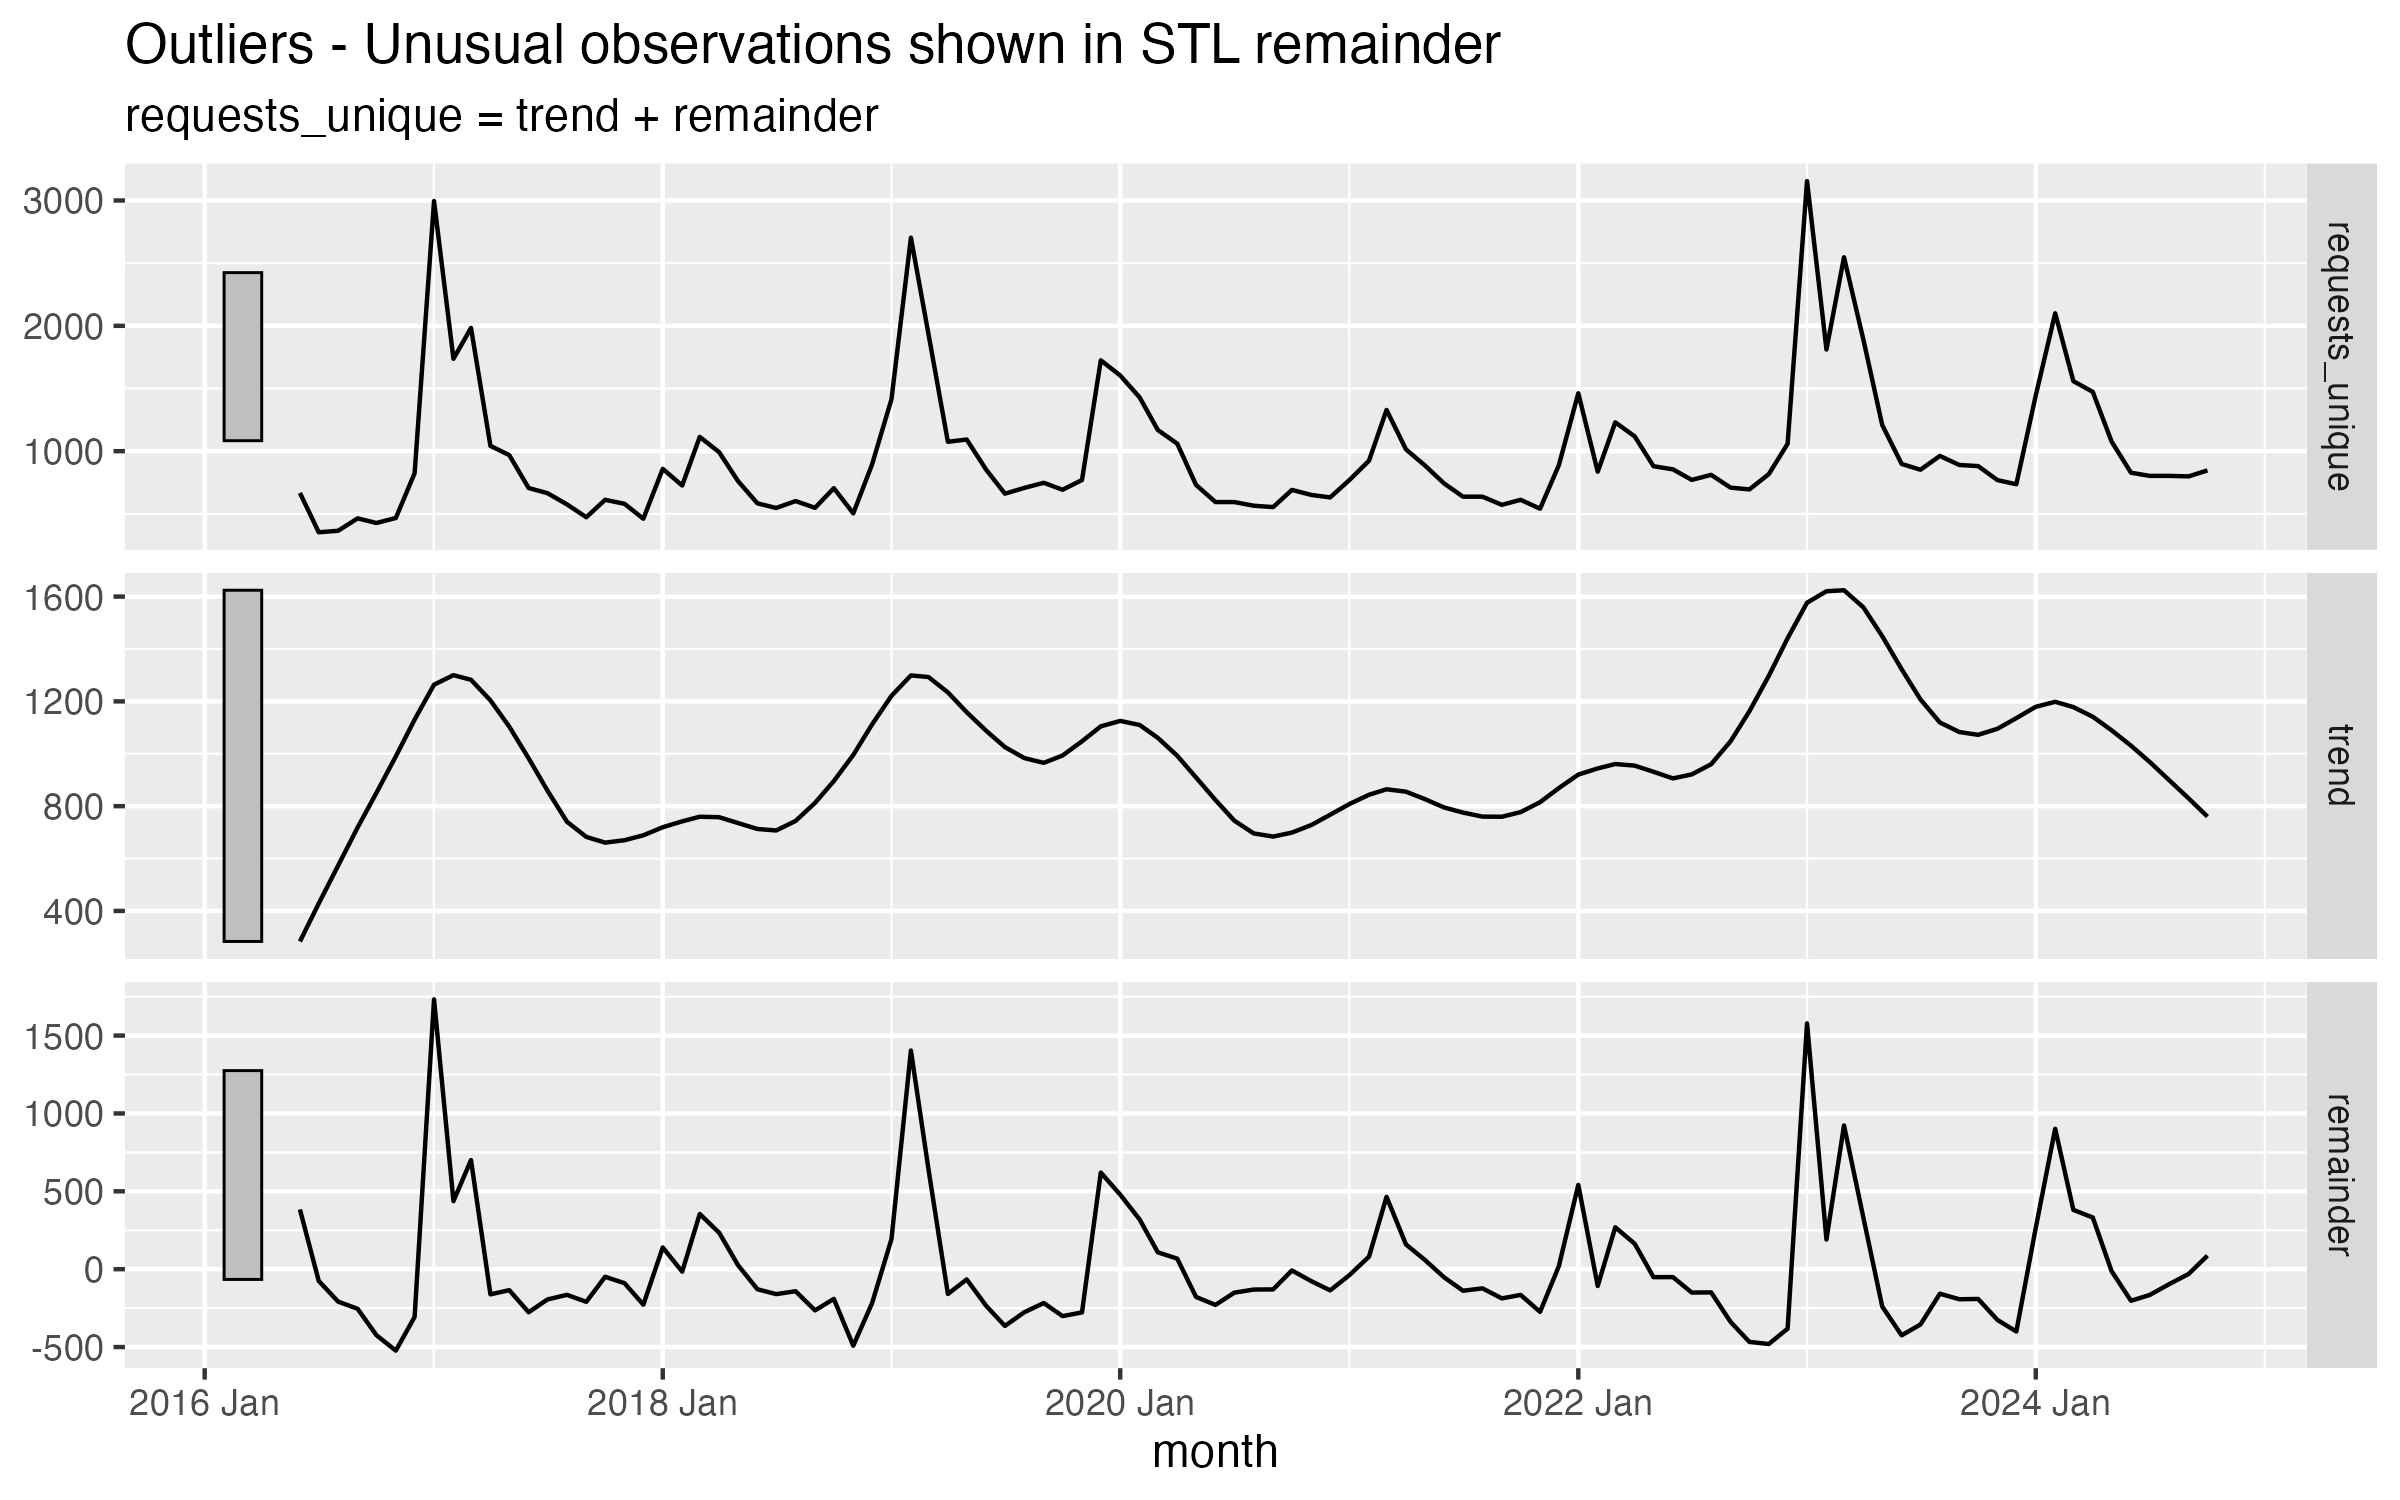 Outliers - Unusual observations shown in STL remainder
requests_unique = trend + remainder
3000
2000
1000
requests_unique
1600
1200
800
400
trend
1500
1000
500
0
-500
remainder
2016 Jan
2018 Jan
2020 Jan
2022 Jan
2024 Jan
month